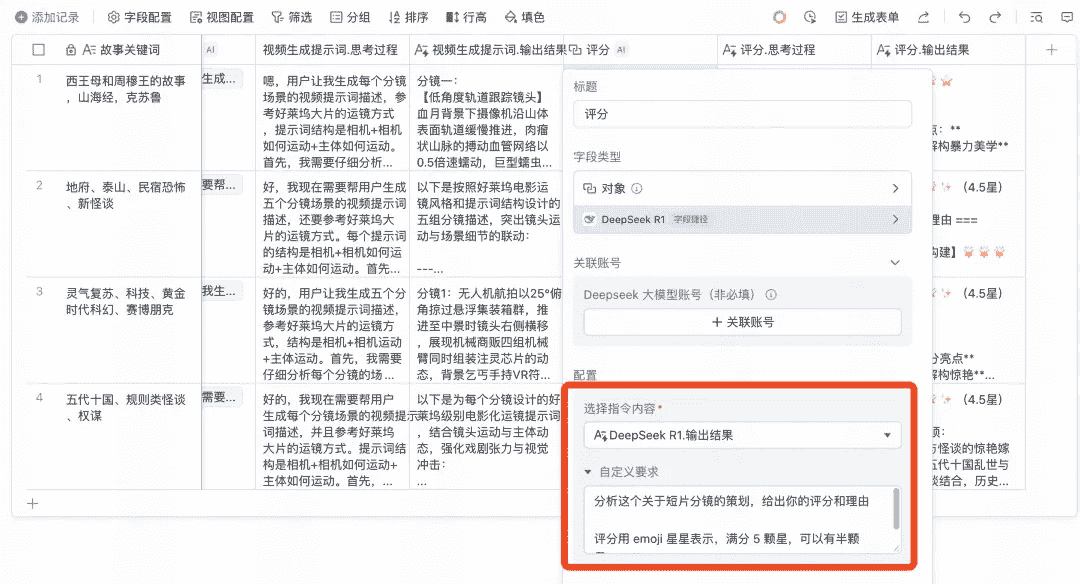 添加记录 字段配置 视图配置 筛选 分组 排序 行高 填色 生成表单
故事关键词 AI 视频生成提示词.思考过程 视频生成提示词.输出结果 评分 AI 评分.思考过程 评分.输出结果
1
西王母和周穆王的故事
，山海经，克苏鲁
生成...
嗯，用户让我生成每个分镜
场景的视频提示词描述，参
考好莱坞大片的运镜方式
，提示词结构是相机+相机
如何运动+主体如何运动。
首先，我需要仔细分析...
分镜一：
【低角度轨道跟踪镜头】
血月背景下摄像机沿山体
表面轨道缓慢推进，肉瘤
状山脉的搏动血管网络以
0.5倍速蠕动，巨型蠕虫...
点：**
解构暴力美学**
2
地府、泰山、民宿恐怖
、新怪谈
要帮...
好，我现在需要帮用户生成
五个分镜场景的视频提示词
描述，还要参考好莱坞大
片的运镜方式。每个提示词
的结构是相机+相机如何运
动+主体如何运动。首先...
以下是按照好莱坞电影运
镜风格和提示词结构设计的
五组分镜描述，突出镜头运
动与场景细节的联动：
---...
（4.5星）
理由 ===
构建】
3
灵气复苏、科技、黄金
时代科幻、赛博朋克
我生...
好的，用户让我生成五个分
镜场景的视频提示词描述，
参考好莱坞大片的运镜方
式，结构是相机+相机运动
+主体运动。首先，我需要
仔细分析每个分镜的场...
分镜1：无人机航拍以25°俯
角掠过悬浮集装箱群，推
进至中景时镜头右侧横移
，展现机械商贩四组机械
臂同时组装注灵芯片的动
态，背景乞丐手持VR符...
（4.5星）
分亮点**
解构惊艳**...
4
五代十国、规则类怪谈
、权谋
需要...
好的，我现在需要帮用户
生成每个分镜场景的视频提示
词描述，并且参考好莱坞
大片的运镜方式。提示词结
构是相机+相机如何运动+
主体如何运动。首先，...
以下是为每个分镜设计的好
莱坞级别电影化运镜提示词
，结合镜头运动与主体动
态，强化戏剧张力与视觉
冲击：
...
（4.5星）
项：
与怪谈的惊艳嫁
五代十国乱世与
谈结合，历史...
标题
评分
字段类型
对象
DeepSeek R1 字段捷径
关联账号
Deepseek 大模型账号（非必填）
+ 关联账号
配置
选择指令内容*
DeepSeek R1.输出结果
自定义要求
分析这个关于短片分镜的策划，给出你的评分和理由
评分用 emoji 星星表示，满分 5 颗星，可以有半颗